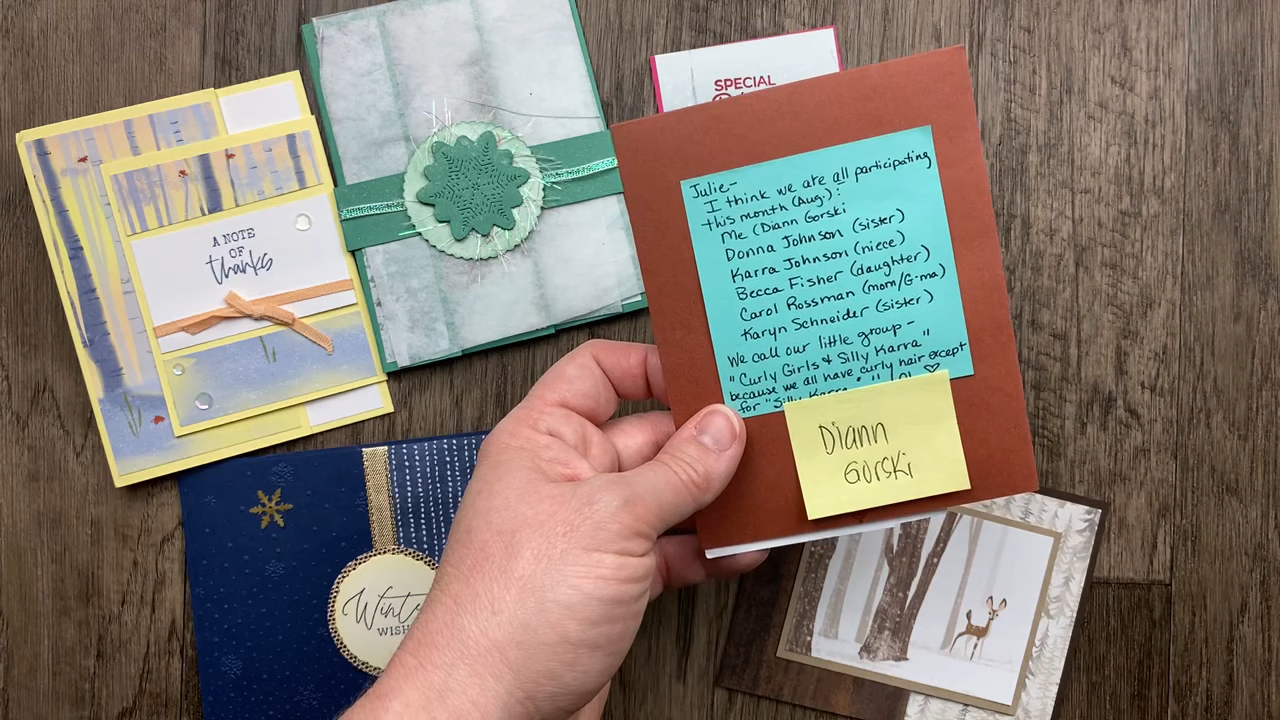 SPECIAL
Julie-
I think we are all participating
this month (Aug.):
Me (Diann Gorski
Donna Johnson (sister)
Karra Johnson (niece)
Becca Fisher (daughter)
Carol Rossman (mom/G-ma)
Karyn Schneider (sister)
We call our little group -
"Curly Girls & Silly Karra"
because we all have curly hair except
for "Silly
Diann
Gorski
A NOTE
OF
thanks
WISH